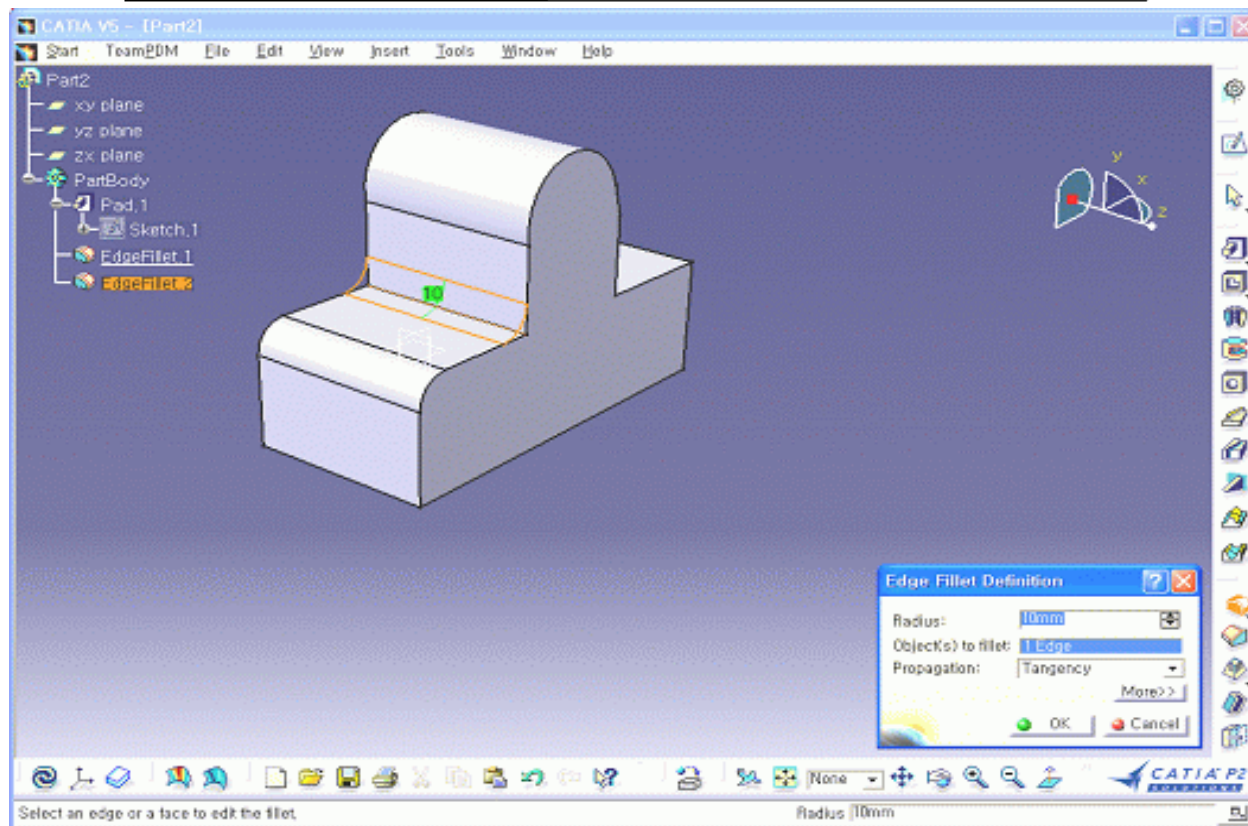 CATIA V5 - [Part2]
Start TeamPDM File Edit View Insert Tools Window Help
Part2
xy plane
yz plane
zx plane
PartBody
Pad.1
Sketch.1
EdgeFillet.1
EdgeFillet.2
10
y
x
z
Edge Fillet Definition
Radius: 10mm
Object(s) to fillet: 1 Edge
Propagation: Tangency
More>>
OK Cancel
None
CATIA P2
SOLUTIONS
Select an edge or a face to edit the fillet.
Radius 10mm